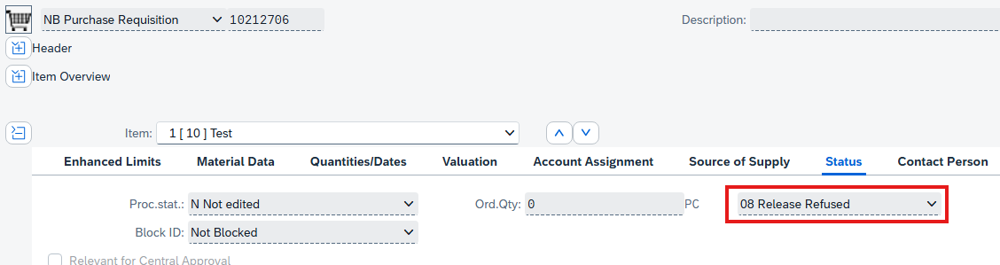 NB Purchase Requisition 10212706 Description:
Header
Item Overview
Item: 1 [ 10 ] Test
Enhanced Limits Material Data Quantities/Dates Valuation Account Assignment Source of Supply Status Contact Person
Proc.stat.: N Not edited Ord.Qty: 0 PC 08 Release Refused
Block ID: Not Blocked
Relevant for Central Approval